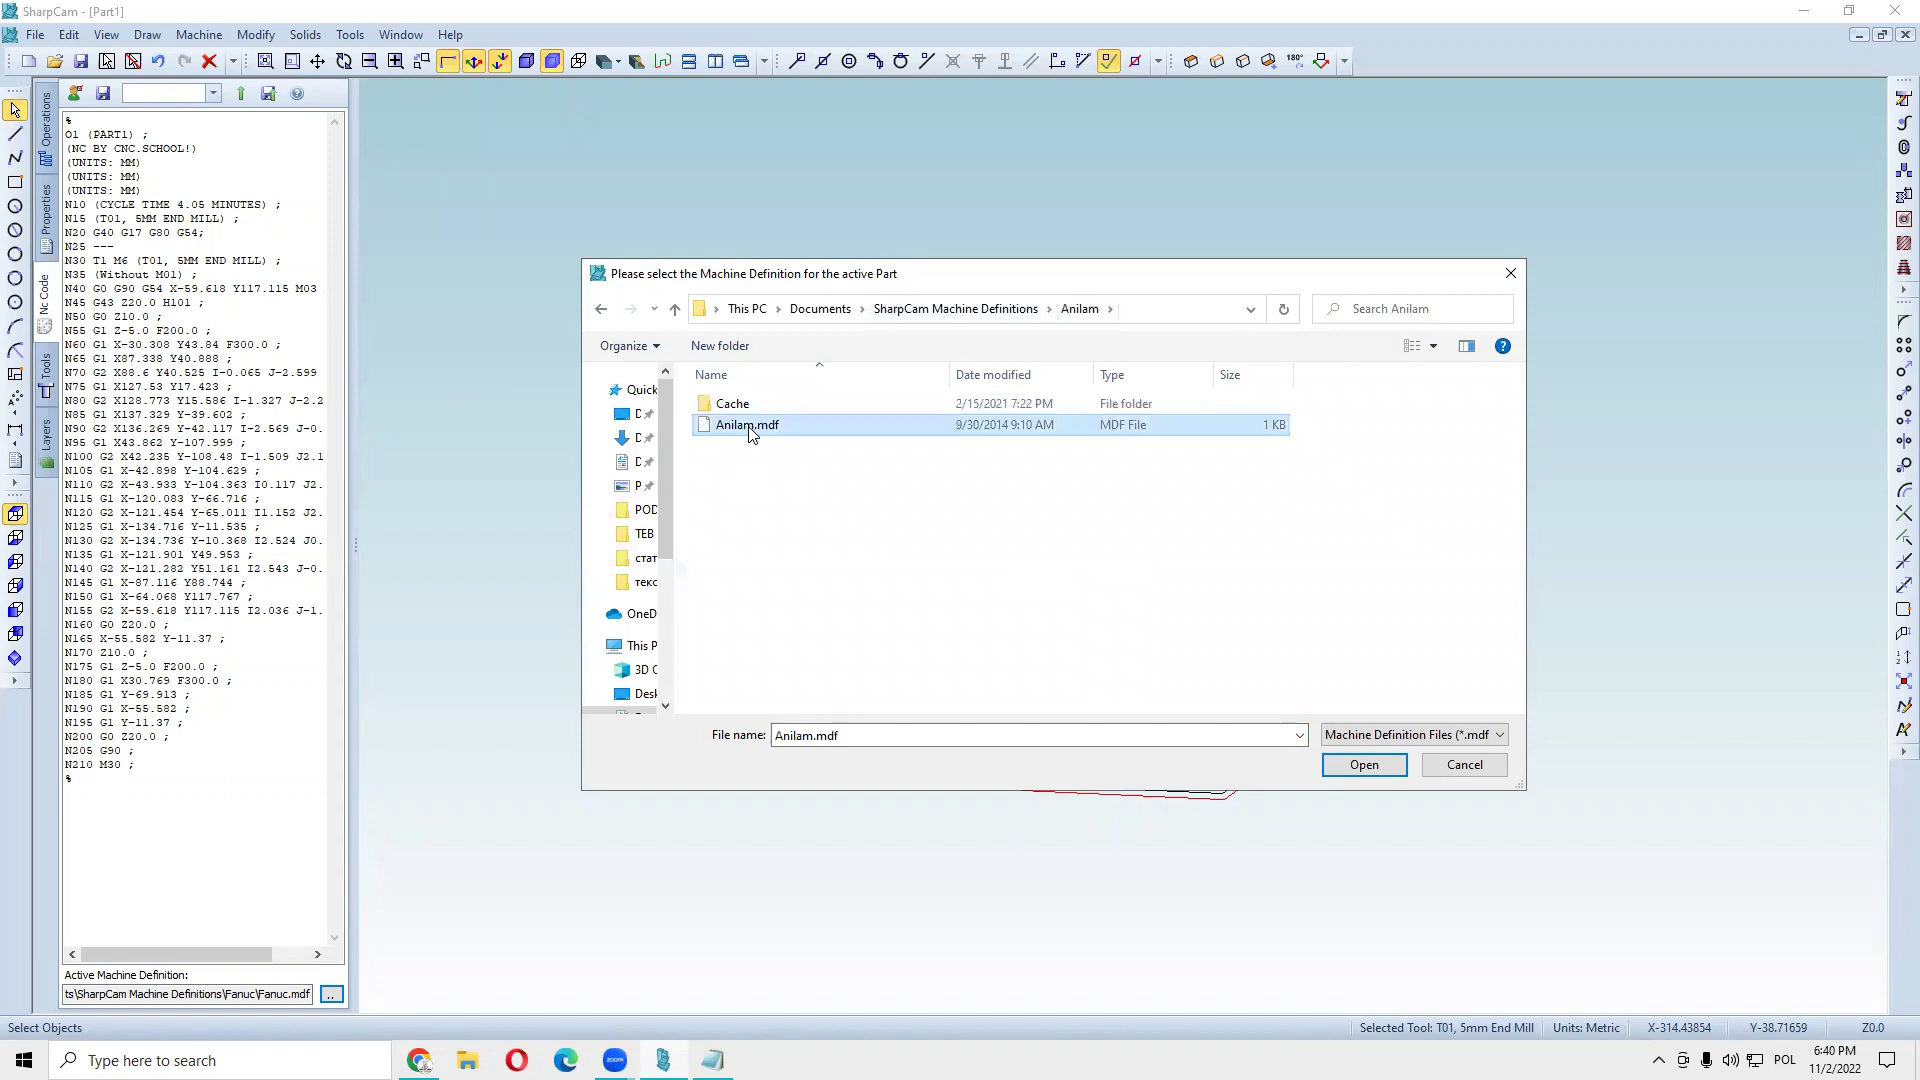 SharpCam - [Part1]
File Edit View Draw Machine Modify Solids Tools Options Window Help
180°
Operations
Properties
Nc Code
Tools
Layers
%
O1 (PART1) ;
(NC BY CNC.SCHOOL!)
(UNITS: MM)
(UNITS: MM)
(UNITS: MM)
N10 (CYCLE TIME 4.05 MINUTES) ;
N15 (T01, 5MM END MILL) ;
N20 G40 G17 G80 G54;
N25 ---
N30 T1 M6 (T01, 5MM END MILL) ;
N35 (Without M01) ;
N40 G0 G90 G54 X-59.618 Y117.115 M03
N45 G43 Z20.0 H101 ;
N50 G0 Z10.0 ;
N55 G1 Z-5.0 F200.0 ;
N60 G1 X-30.308 Y43.84 F300.0 ;
N65 G1 X87.338 Y40.888 ;
N70 G2 X88.6 Y40.525 I-0.065 J-2.599
N75 G1 X127.53 Y17.423 ;
N80 G2 X128.773 Y15.586 I-1.327 J-2.2
N85 G1 X137.329 Y-39.602 ;
N90 G2 X136.269 Y-42.117 I-2.569 J-0.
N95 G1 X43.862 Y-107.999 ;
N100 G2 X42.235 Y-108.48 I-1.509 J2.1
N105 G1 X-42.898 Y-104.629 ;
N110 G2 X-43.933 Y-104.363 I0.117 J2.
N115 G1 X-120.083 Y-66.716 ;
N120 G2 X-121.454 Y-65.011 I1.152 J2.
N125 G1 X-134.716 Y-11.535 ;
N130 G2 X-134.736 Y-10.368 I2.524 J0.
N135 G1 X-121.901 Y49.953 ;
N140 G2 X-121.282 Y51.161 I2.543 J-0.
N145 G1 X-87.116 Y88.744 ;
N150 G1 X-64.068 Y117.767 ;
N155 G2 X-59.618 Y117.115 I2.036 J-1.
N160 G0 Z20.0 ;
N165 X-55.582 Y-11.37 ;
N170 Z10.0 ;
N175 G1 Z-5.0 F200.0 ;
N180 G1 X30.769 F300.0 ;
N185 G1 Y-69.913 ;
N190 G1 X-55.582 ;
N195 G1 Y-11.37 ;
N200 G0 Z20.0 ;
N205 G90 ;
N210 M30 ;
%
Active Machine Definition:
ts\SharpCam Machine Definitions\Fanuc\Fanuc.mdf ..
Please select the Machine Definition for the active Part
This PC › Documents › SharpCam Machine Definitions › Anilam ›
Search Anilam
Organize New folder
Name Date modified Type Size
Cache 2/15/2021 7:22 PM File folder
Anilam.mdf 9/30/2014 9:10 AM MDF File 1 KB
Quick
D
D
D
P
POD
TEB
стат
текс
OneD
This P
3D C
Desk
File name: Anilam.mdf Machine Definition Files (*.mdf
Open Cancel
Select Objects Selected Tool: T01, 5mm End Mill Units: Metric X-314.43854 Y-38.71659 Z0.0
Type here to search
zoom
POL
6:40 PM
11/2/2022